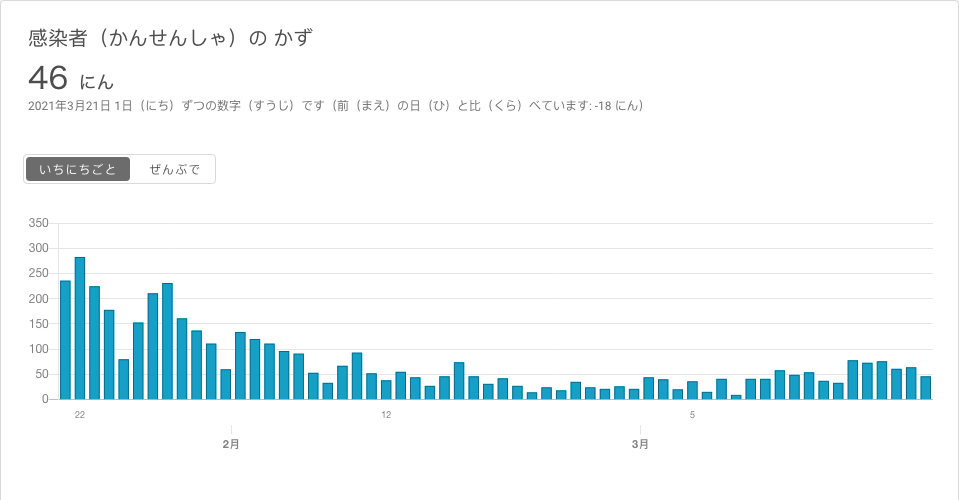 感染者（かんせんしゃ）の かず
46 にん
2021年3月21日 1日（にち）ずつの数字（すうじ）です（前（まえ）の日（ひ）と比（くら）べています: -18 にん）
いちにちごと ぜんぶで
350
300
250
200
150
100
50
0
22 12 5
2月 3月